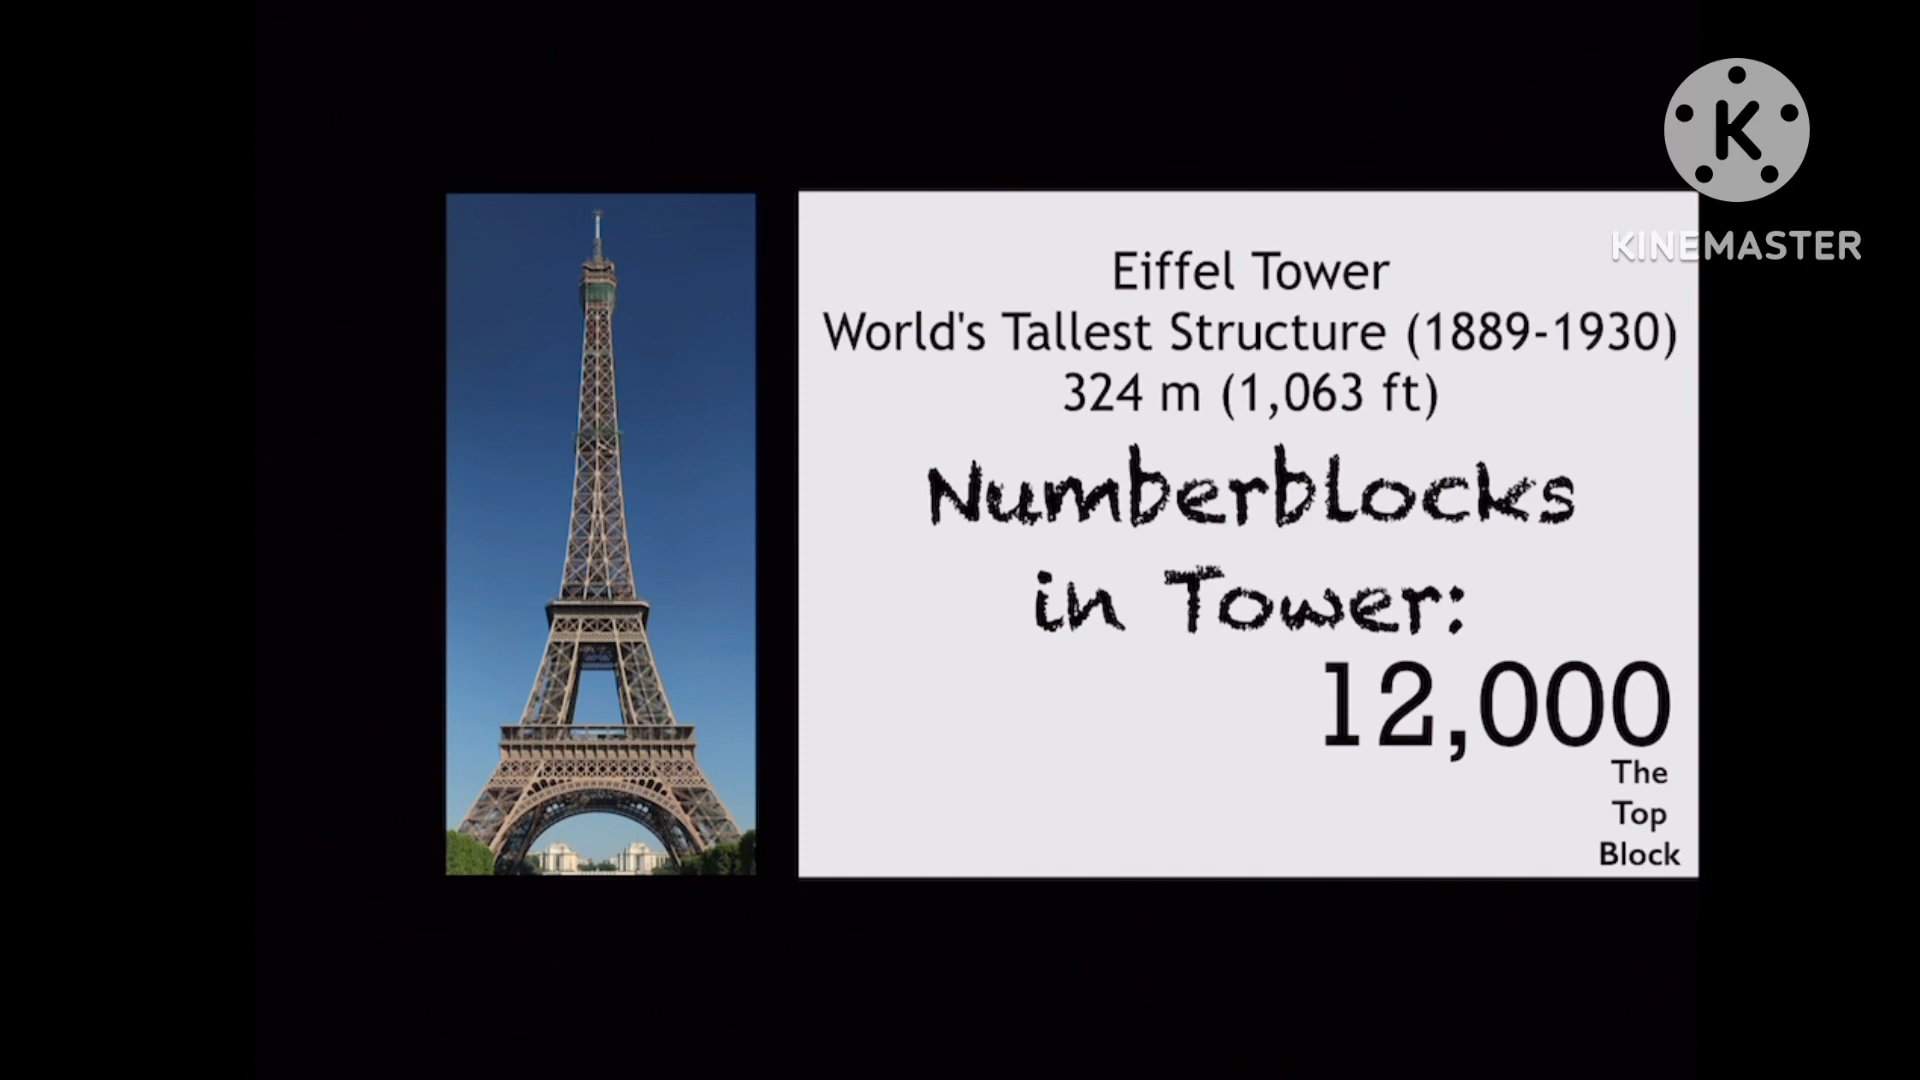 K
KINEMASTER
Eiffel Tower
World's Tallest Structure (1889-1930)
324 m (1,063 ft)
Numberblocks
in Tower:
12,000
The
Top
Block